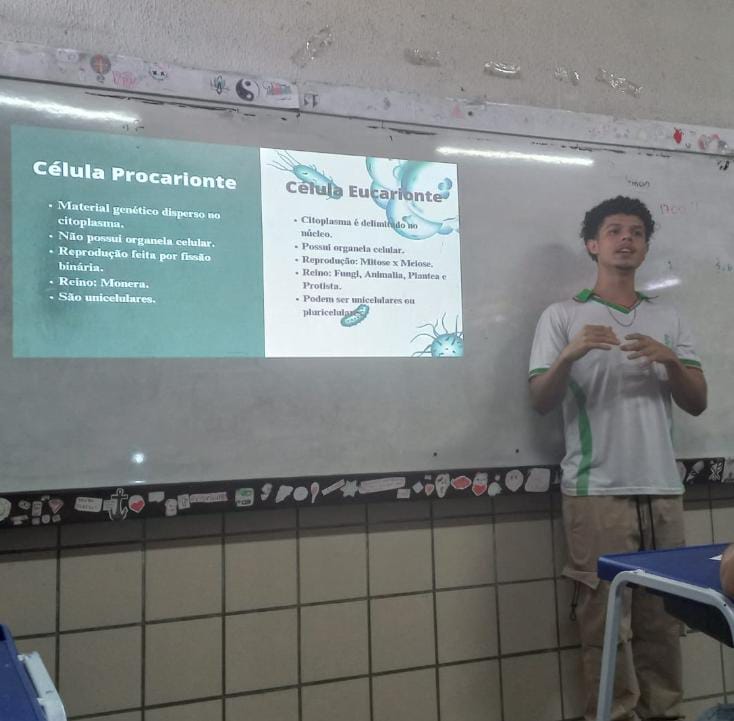 Célula Procarionte
• Material genético disperso no
citoplasma.
• Não possui organela celular.
• Reprodução feita por fissão
binária.
• Reino: Monera.
• São unicelulares.
Célula Eucarionte
• Citoplasma é delimitado no
núcleo.
• Possui organela celular.
• Reprodução: Mitose x Meiose.
• Reino: Fungi, Animalia, Plantea e
Protista.
• Podem ser unicelulares ou
pluricelulares.